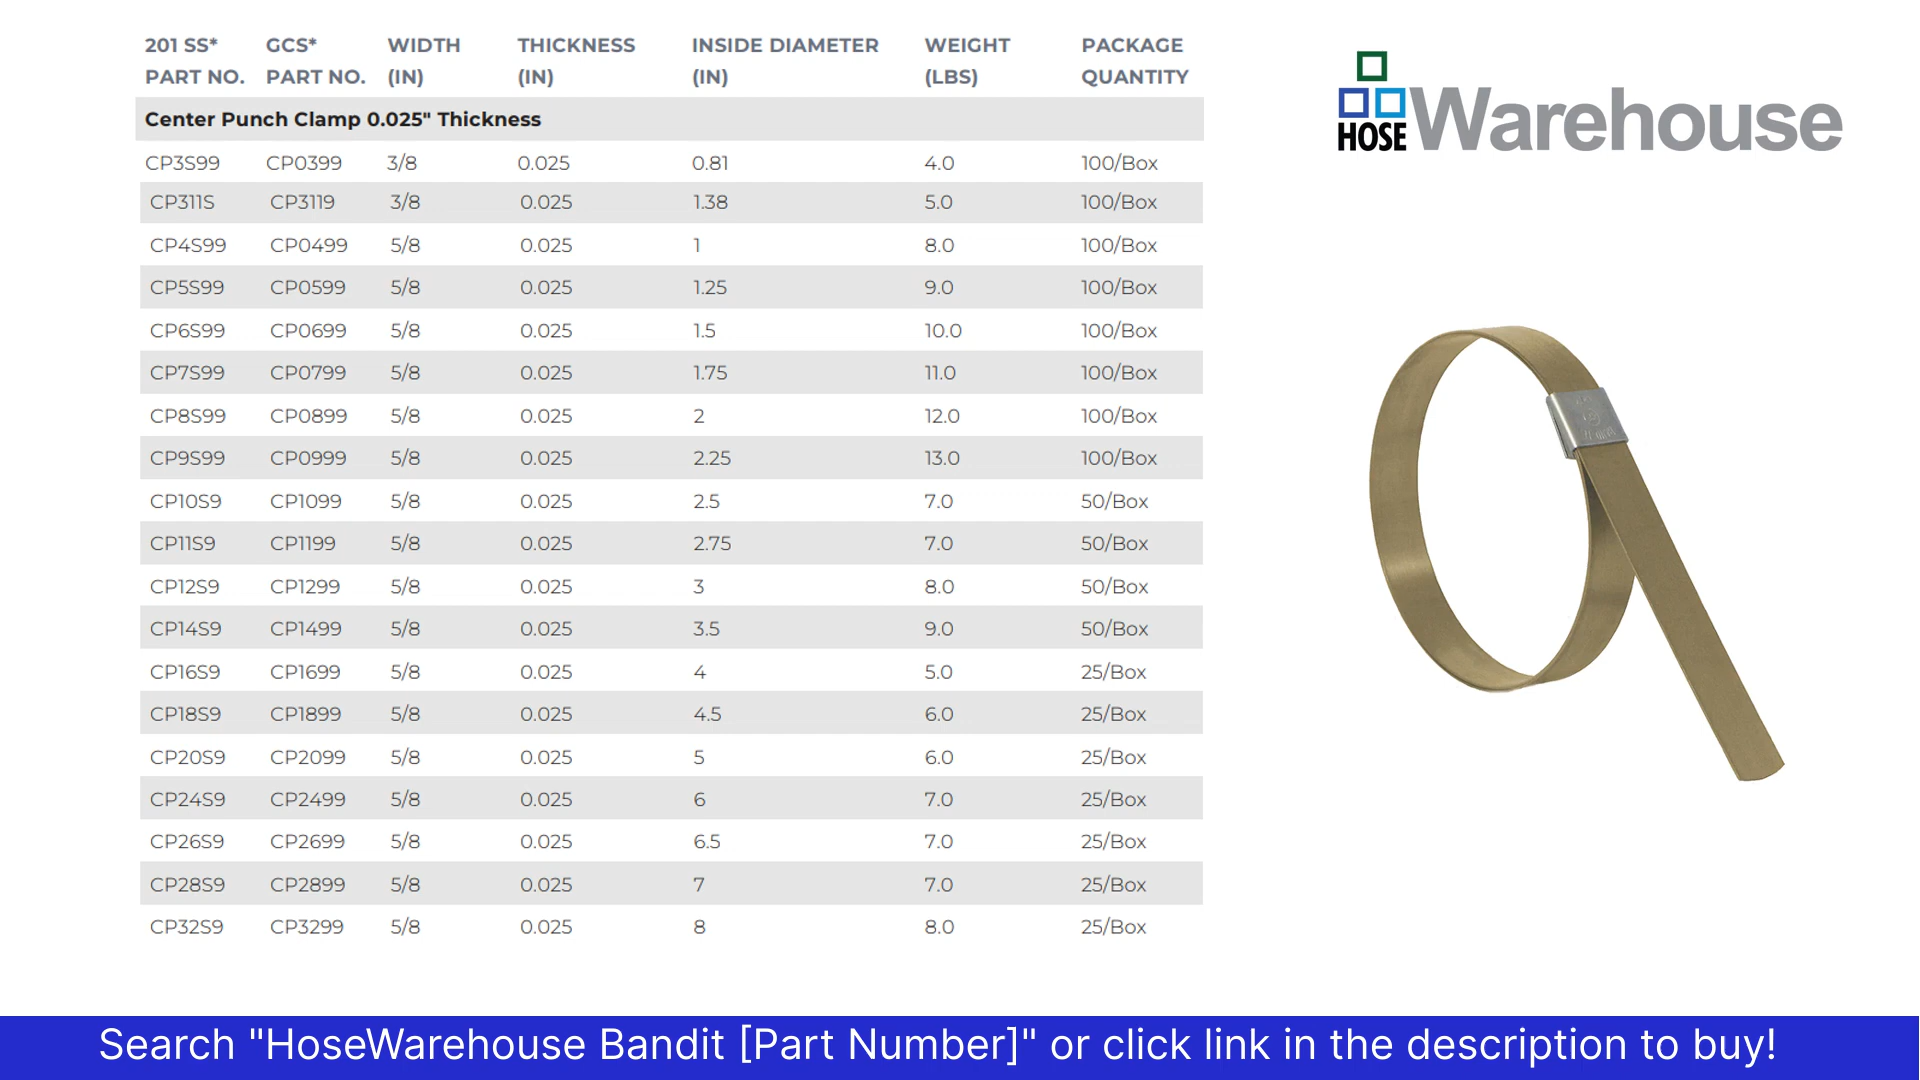 201 SS* GCS* WIDTH THICKNESS INSIDE DIAMETER WEIGHT PACKAGE
PART NO. PART NO. (IN) (IN) (IN) (LBS) QUANTITY
Center Punch Clamp 0.025" Thickness
CP3S99 CP0399 3/8 0.025 0.81 4.0 100/Box
CP311S CP3119 3/8 0.025 1.38 5.0 100/Box
CP4S99 CP0499 5/8 0.025 1 8.0 100/Box
CP5S99 CP0599 5/8 0.025 1.25 9.0 100/Box
CP6S99 CP0699 5/8 0.025 1.5 10.0 100/Box
CP7S99 CP0799 5/8 0.025 1.75 11.0 100/Box
CP8S99 CP0899 5/8 0.025 2 12.0 100/Box
CP9S99 CP0999 5/8 0.025 2.25 13.0 100/Box
CP10S9 CP1099 5/8 0.025 2.5 7.0 50/Box
CP11S9 CP1199 5/8 0.025 2.75 7.0 50/Box
CP12S9 CP1299 5/8 0.025 3 8.0 50/Box
CP14S9 CP1499 5/8 0.025 3.5 9.0 50/Box
CP16S9 CP1699 5/8 0.025 4 5.0 25/Box
CP18S9 CP1899 5/8 0.025 4.5 6.0 25/Box
CP20S9 CP2099 5/8 0.025 5 6.0 25/Box
CP24S9 CP2499 5/8 0.025 6 7.0 25/Box
CP26S9 CP2699 5/8 0.025 6.5 7.0 25/Box
CP28S9 CP2899 5/8 0.025 7 7.0 25/Box
CP32S9 CP3299 5/8 0.025 8 8.0 25/Box
HOSE Warehouse
Search "HoseWarehouse Bandit [Part Number]" or click link in the description to buy!